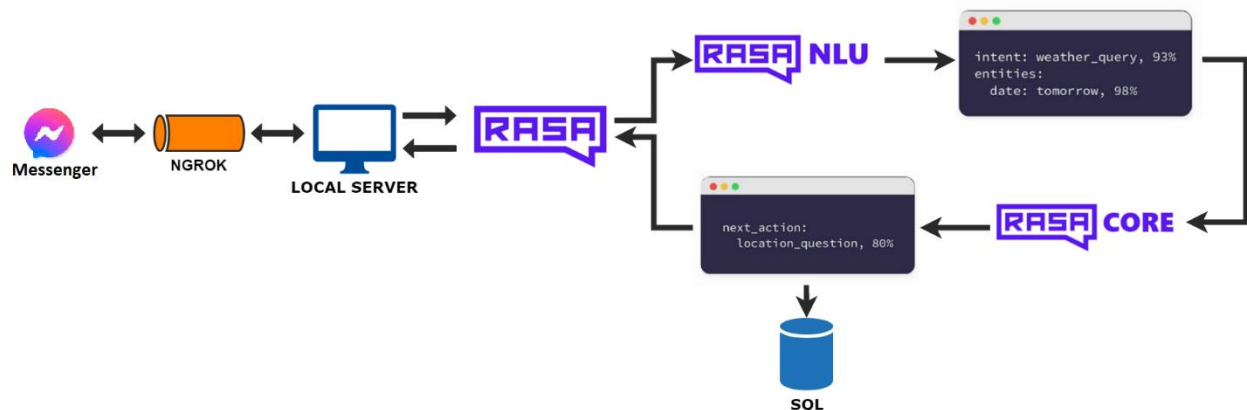 RASA NLU
intent: weather_query, 93%
entities:
date: tomorrow, 98%
Messenger
NGROK
LOCAL SERVER
RASA
next_action:
location_question, 80%
RASA CORE
SQL